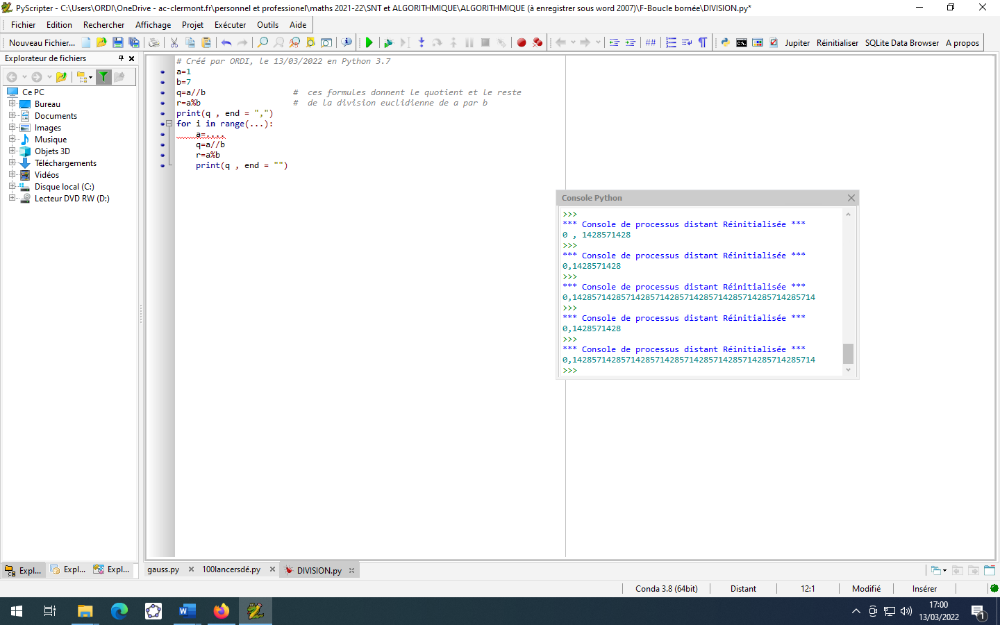 PyScripter - C:\Users\ORDI\OneDrive - ac-clermont.fr\personnel et professionel\maths 2021-22\SNT et ALGORITHMIQUE\ALGORITHMIQUE (à enregistrer sous word 2007)\F-Boucle bornée\DIVISION.py*
Fichier Edition Rechercher Affichage Projet Exécuter Outils Aide
Nouveau Fichier... ## Jupiter Réinitialiser SQLite Data Browser A propos
Explorateur de fichiers
Ce PC
Bureau
Documents
Images
Musique
Objets 3D
Téléchargements
Vidéos
Disque local (C:)
Lecteur DVD RW (D:)
Expl... Expl... Expl...
# Créé par ORDI, le 13/03/2022 en Python 3.7
a=1
b=7
q=a//b # ces formules donnent le quotient et le reste
r=a%b # de la division euclidienne de a par b
print(q , end = ",")
for i in range(...):
a=....
q=a//b
r=a%b
print(q , end = "")
Console Python
>>>
*** Console de processus distant Réinitialisée ***
0 , 1428571428
>>>
*** Console de processus distant Réinitialisée ***
0,1428571428
>>>
*** Console de processus distant Réinitialisée ***
0,14285714285714285714285714285714285714285714285714
>>>
*** Console de processus distant Réinitialisée ***
0,1428571428
>>>
*** Console de processus distant Réinitialisée ***
0,14285714285714285714285714285714285714285714285714
>>>
gauss.py 100lancersdé.py DIVISION.py
Conda 3.8 (64bit) Distant 12:1 Modifié Insérer
17:00
13/03/2022
1